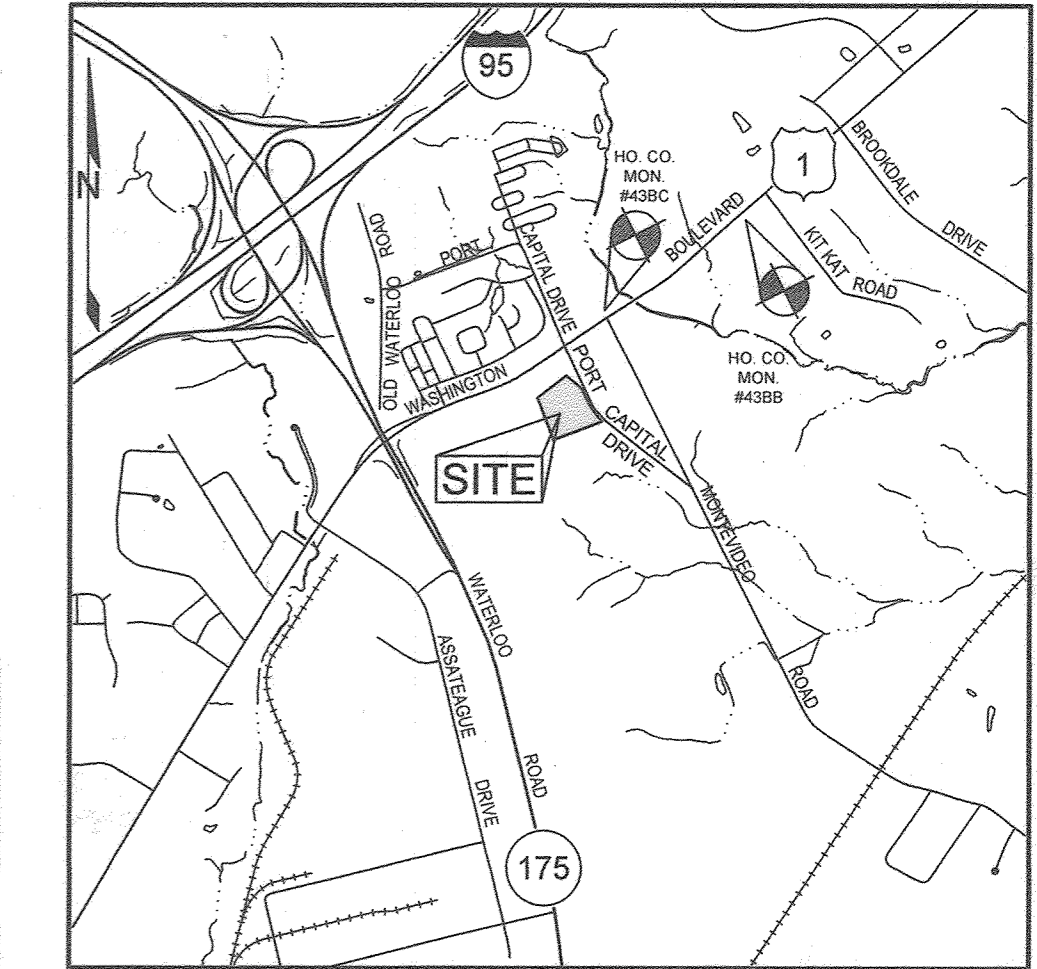 95
1
HO. CO.
MON.
#43BC
BROOKDALE
DRIVE
N
ROAD
OLD WATERLOO
PORT
CAPITAL DRIVE
BOULEVARD
KIT KAT ROAD
HO. CO.
MON.
#43BB
WASHINGTON
PORT
CAPITAL
DRIVE
SITE
MONTEVIDEO
ROAD
WATERLOO
ROAD
ASSATEAGUE
DRIVE
175